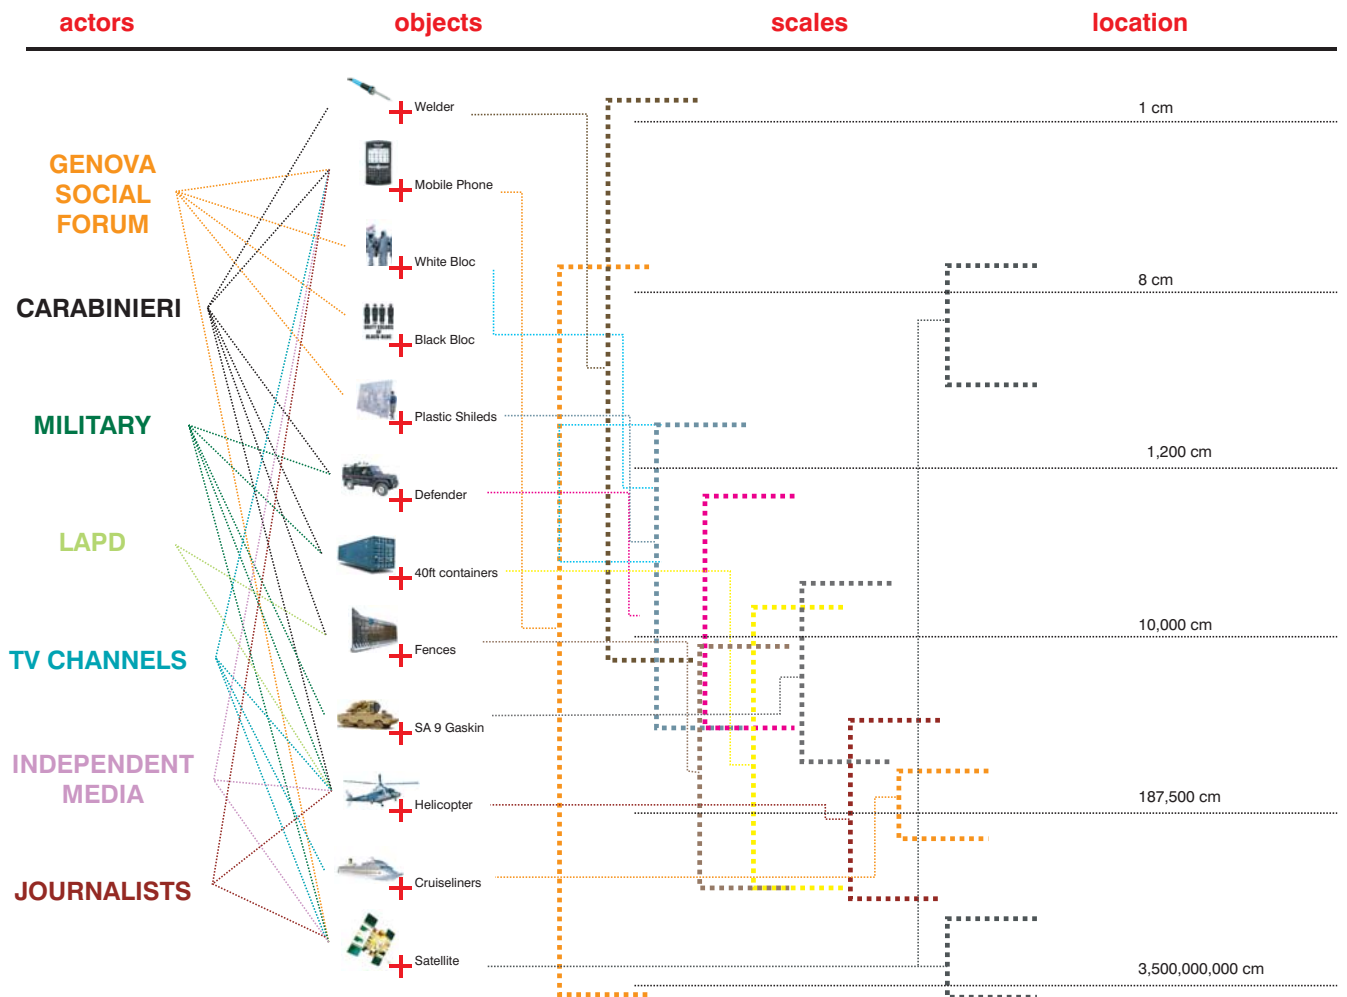 actors
objects
scales
location
Welder
1 cm
GENOVA
SOCIAL
FORUM
Mobile Phone
White Bloc
8 cm
CARABINIERI
Black Bloc
Plastic Shileds
MILITARY
1,200 cm
Defender
LAPD
40ft containers
10,000 cm
Fences
TV CHANNELS
SA 9 Gaskin
INDEPENDENT
MEDIA
187,500 cm
Helicopter
JOURNALISTS
Cruiseliners
Satellite
3,500,000,000 cm